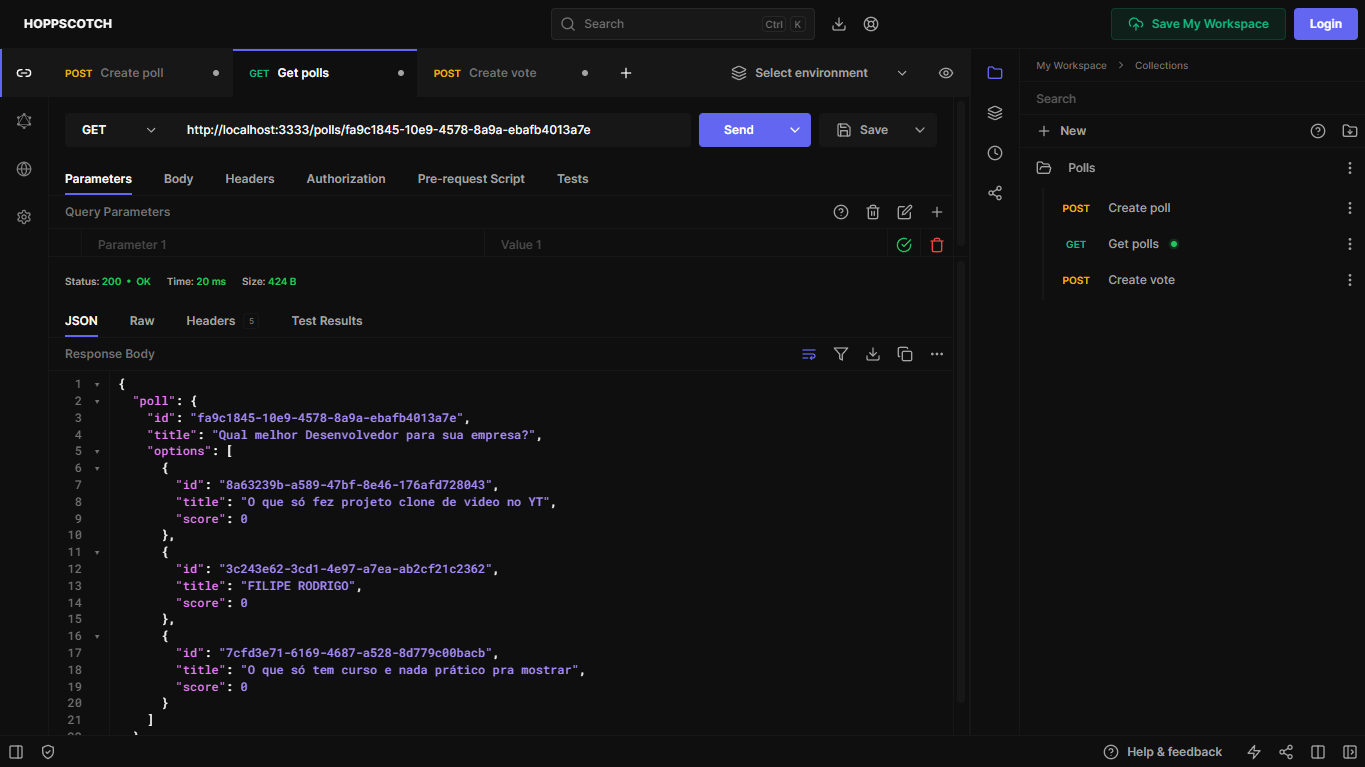 HOPPSCOTCH
Search Ctrl K
Save My Workspace
Login
POST Create poll
GET Get polls
POST Create vote
Select environment
GET http://localhost:3333/polls/fa9c1845-10e9-4578-8a9a-ebafb4013a7e
Send
Save
Parameters Body Headers Authorization Pre-request Script Tests
Query Parameters
Parameter 1 Value 1
Status: 200 • OK Time: 20 ms Size: 424 B
JSON Raw Headers 5 Test Results
Response Body
1 {
2 "poll": {
3 "id": "fa9c1845-10e9-4578-8a9a-ebafb4013a7e",
4 "title": "Qual melhor Desenvolvedor para sua empresa?",
5 "options": [
6 {
7 "id": "8a63239b-a589-47bf-8e46-176afd728043",
8 "title": "O que só fez projeto clone de video no YT",
9 "score": 0
10 },
11 {
12 "id": "3c243e62-3cd1-4e97-a7ea-ab2cf21c2362",
13 "title": "FILIPE RODRIGO",
14 "score": 0
15 },
16 {
17 "id": "7cfd3e71-6169-4687-a528-8d779c00bacb",
18 "title": "O que só tem curso e nada prático pra mostrar",
19 "score": 0
20 }
21 ]
My Workspace Collections
Search
New
Polls
POST Create poll
GET Get polls
POST Create vote
Help & feedback